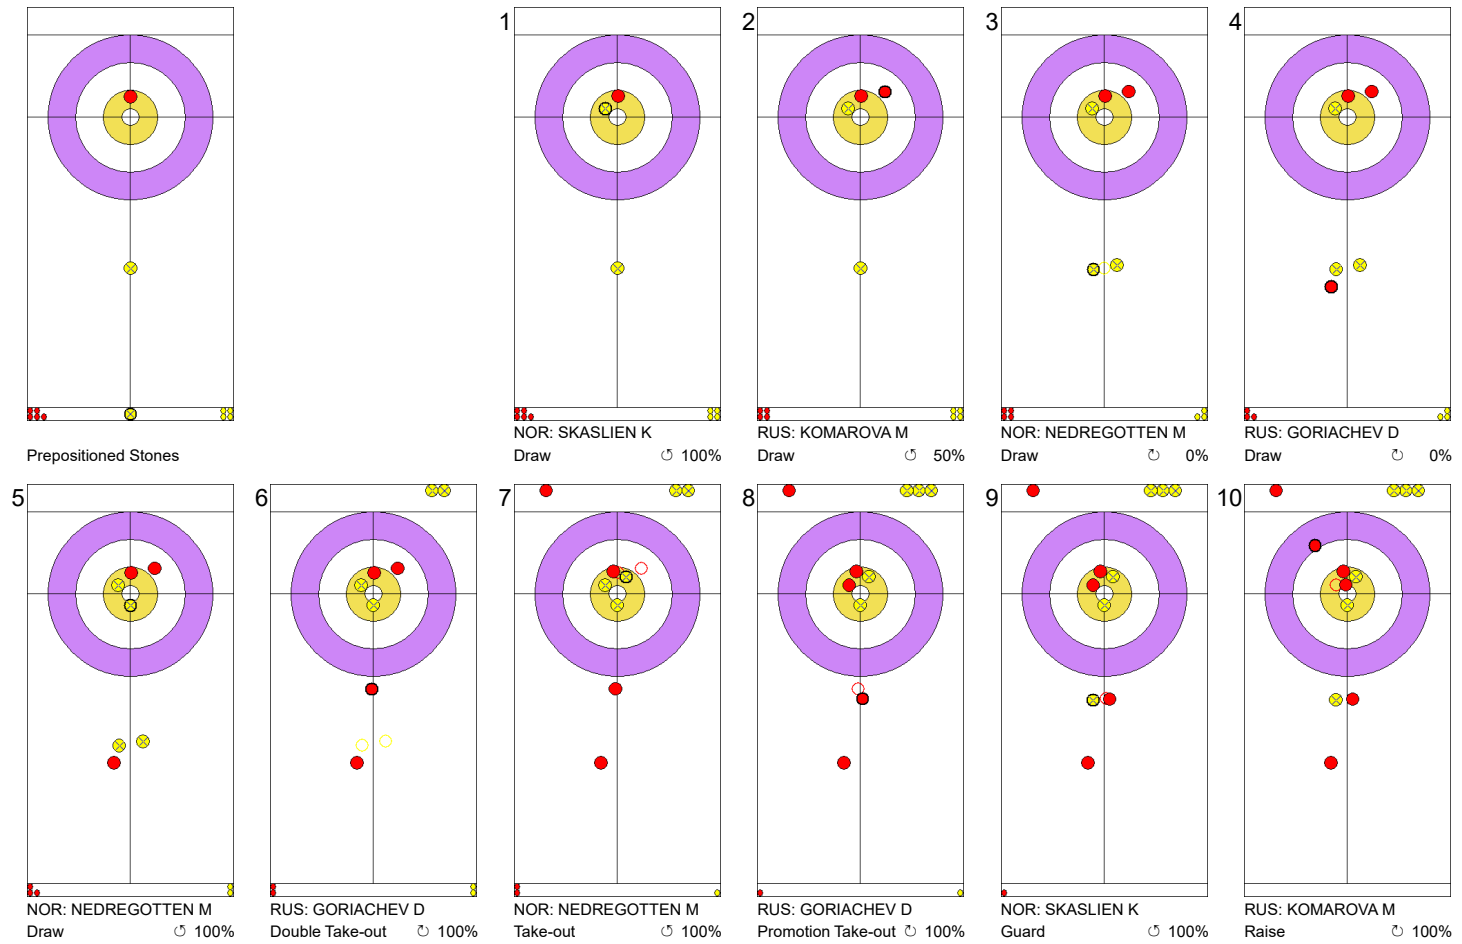 1
2
3
4
Prepositioned Stones
NOR: SKASLIEN K
Draw ↺ 100%
RUS: KOMAROVA M
Draw ↺ 50%
NOR: NEDREGOTTEN M
Draw ↻ 0%
RUS: GORIACHEV D
Draw ↻ 0%
5
6
7
8
9
10
NOR: NEDREGOTTEN M
Draw ↺ 100%
RUS: GORIACHEV D
Double Take-out ↻ 100%
NOR: NEDREGOTTEN M
Take-out ↻ 100%
RUS: GORIACHEV D
Promotion Take-out ↻ 100%
NOR: SKASLIEN K
Guard ↺ 100%
RUS: KOMAROVA M
Raise ↻ 100%